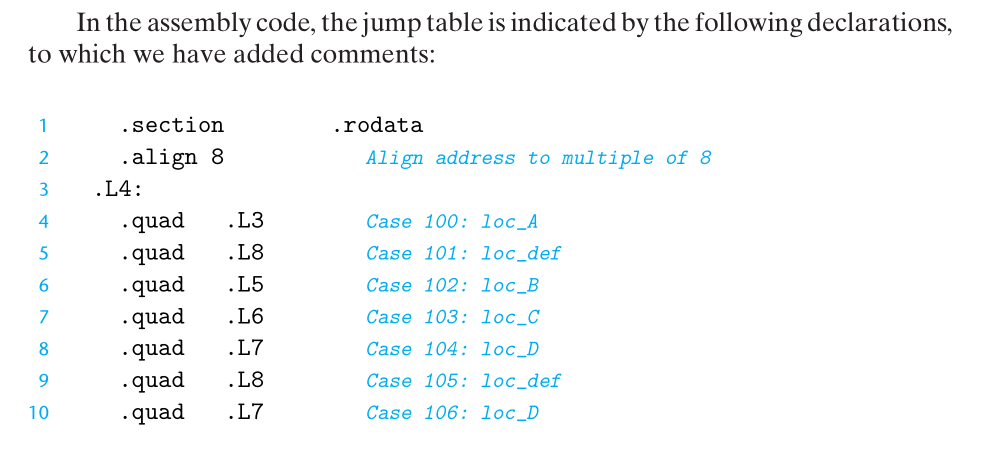 In the assembly code, the jump table is indicated by the following declarations,
to which we have added comments:
1 .section .rodata
2 .align 8 Align address to multiple of 8
3 .L4:
4 .quad .L3 Case 100: loc_A
5 .quad .L8 Case 101: loc_def
6 .quad .L5 Case 102: loc_B
7 .quad .L6 Case 103: loc_C
8 .quad .L7 Case 104: loc_D
9 .quad .L8 Case 105: loc_def
10 .quad .L7 Case 106: loc_D